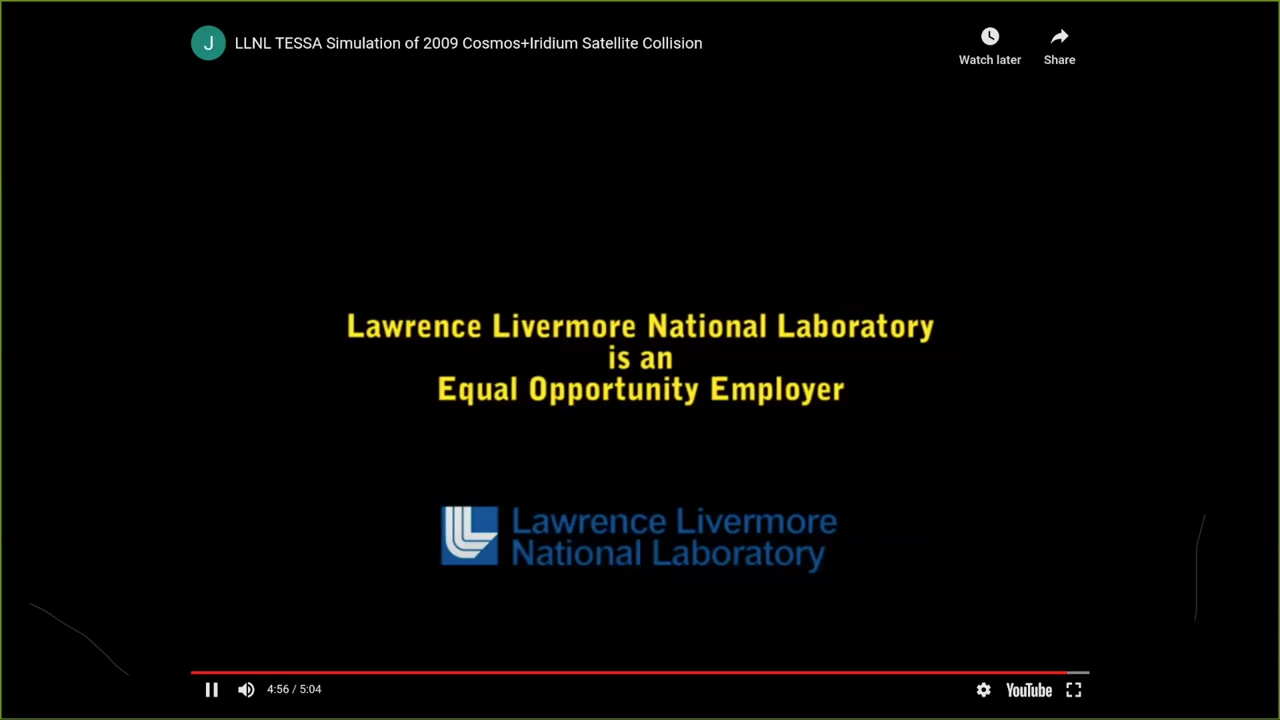 J
LLNL TESSA Simulation of 2009 Cosmos+Iridium Satellite Collision
Watch later
Share
Lawrence Livermore National Laboratory
is an
Equal Opportunity Employer
Lawrence Livermore
National Laboratory
4:56 / 5:04
YouTube